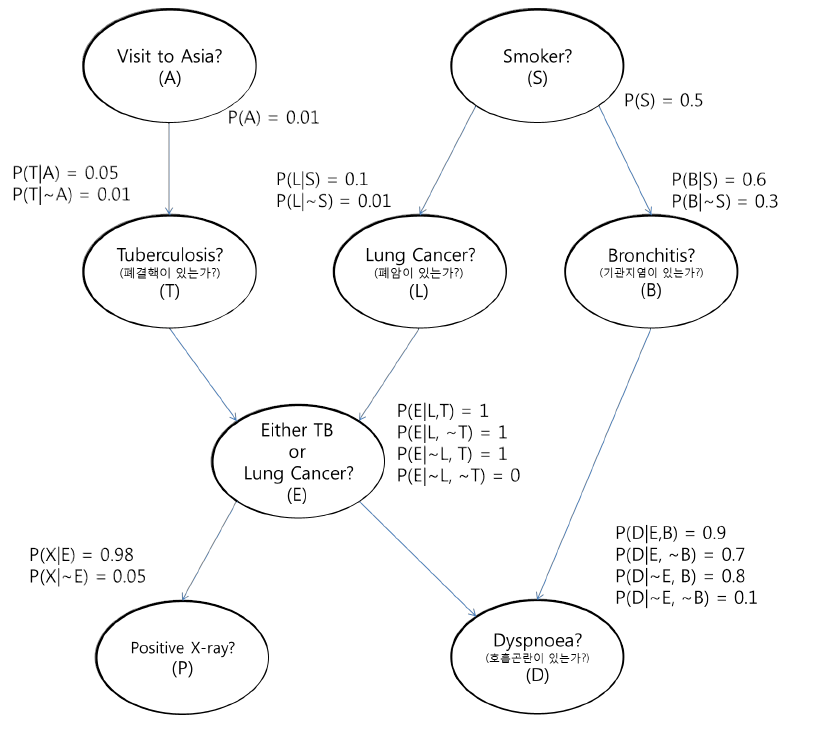 Visit to Asia?
(A)
P(A) = 0.01
Smoker?
(S)
P(S) = 0.5
P(T|A) = 0.05
P(T|~A) = 0.01
P(L|S) = 0.1
P(L|~S) = 0.01
P(B|S) = 0.6
P(B|~S) = 0.3
Tuberculosis?
(폐결핵이 있는가?)
(T)
Lung Cancer?
(폐암이 있는가?)
(L)
Bronchitis?
(기관지염이 있는가?)
(B)
Either TB
or
Lung Cancer?
(E)
P(E|L,T) = 1
P(E|L, ~T) = 1
P(E|~L, T) = 1
P(E|~L, ~T) = 0
P(X|E) = 0.98
P(X|~E) = 0.05
P(D|E,B) = 0.9
P(D|E, ~B) = 0.7
P(D|~E, B) = 0.8
P(D|~E, ~B) = 0.1
Positive X-ray?
(P)
Dyspnoea?
(호흡곤란이 있는가?)
(D)